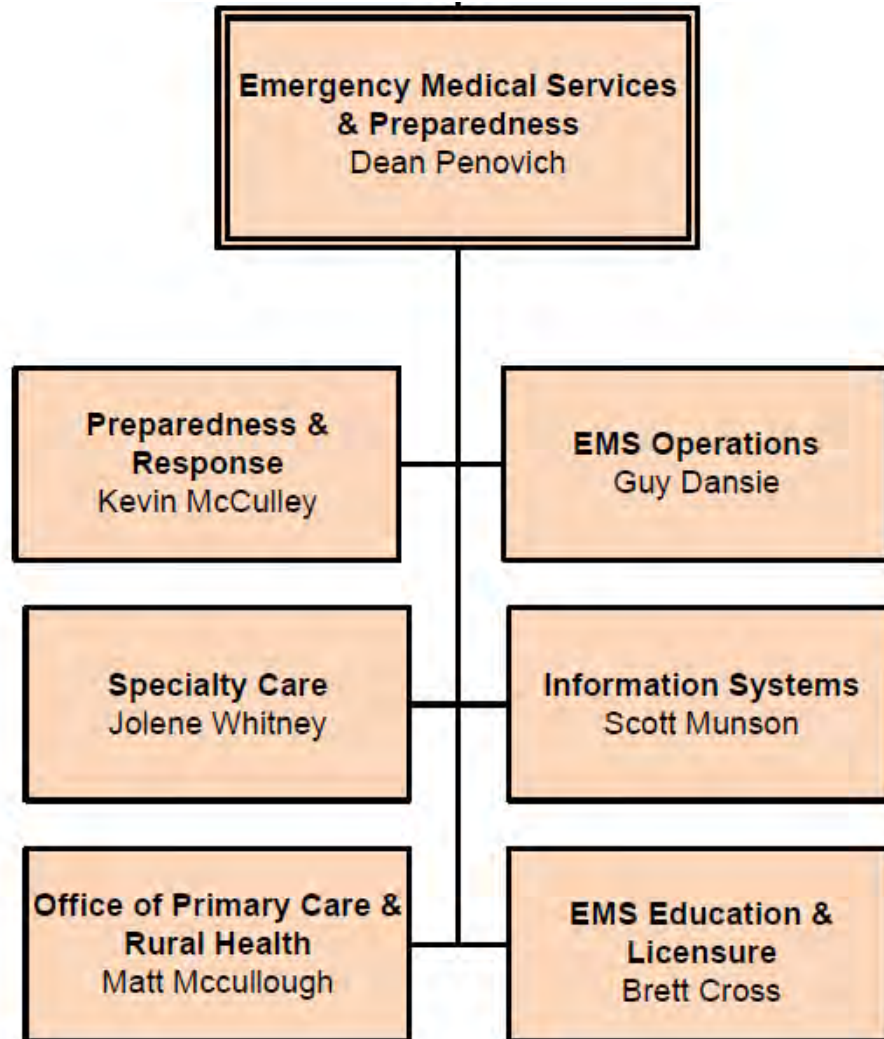 Emergency Medical Services
& Preparedness
Dean Penovich
Preparedness &
Response
Kevin McCulley
EMS Operations
Guy Dansie
Specialty Care
Jolene Whitney
Information Systems
Scott Munson
Office of Primary Care &
Rural Health
Matt Mccullough
EMS Education &
Licensure
Brett Cross